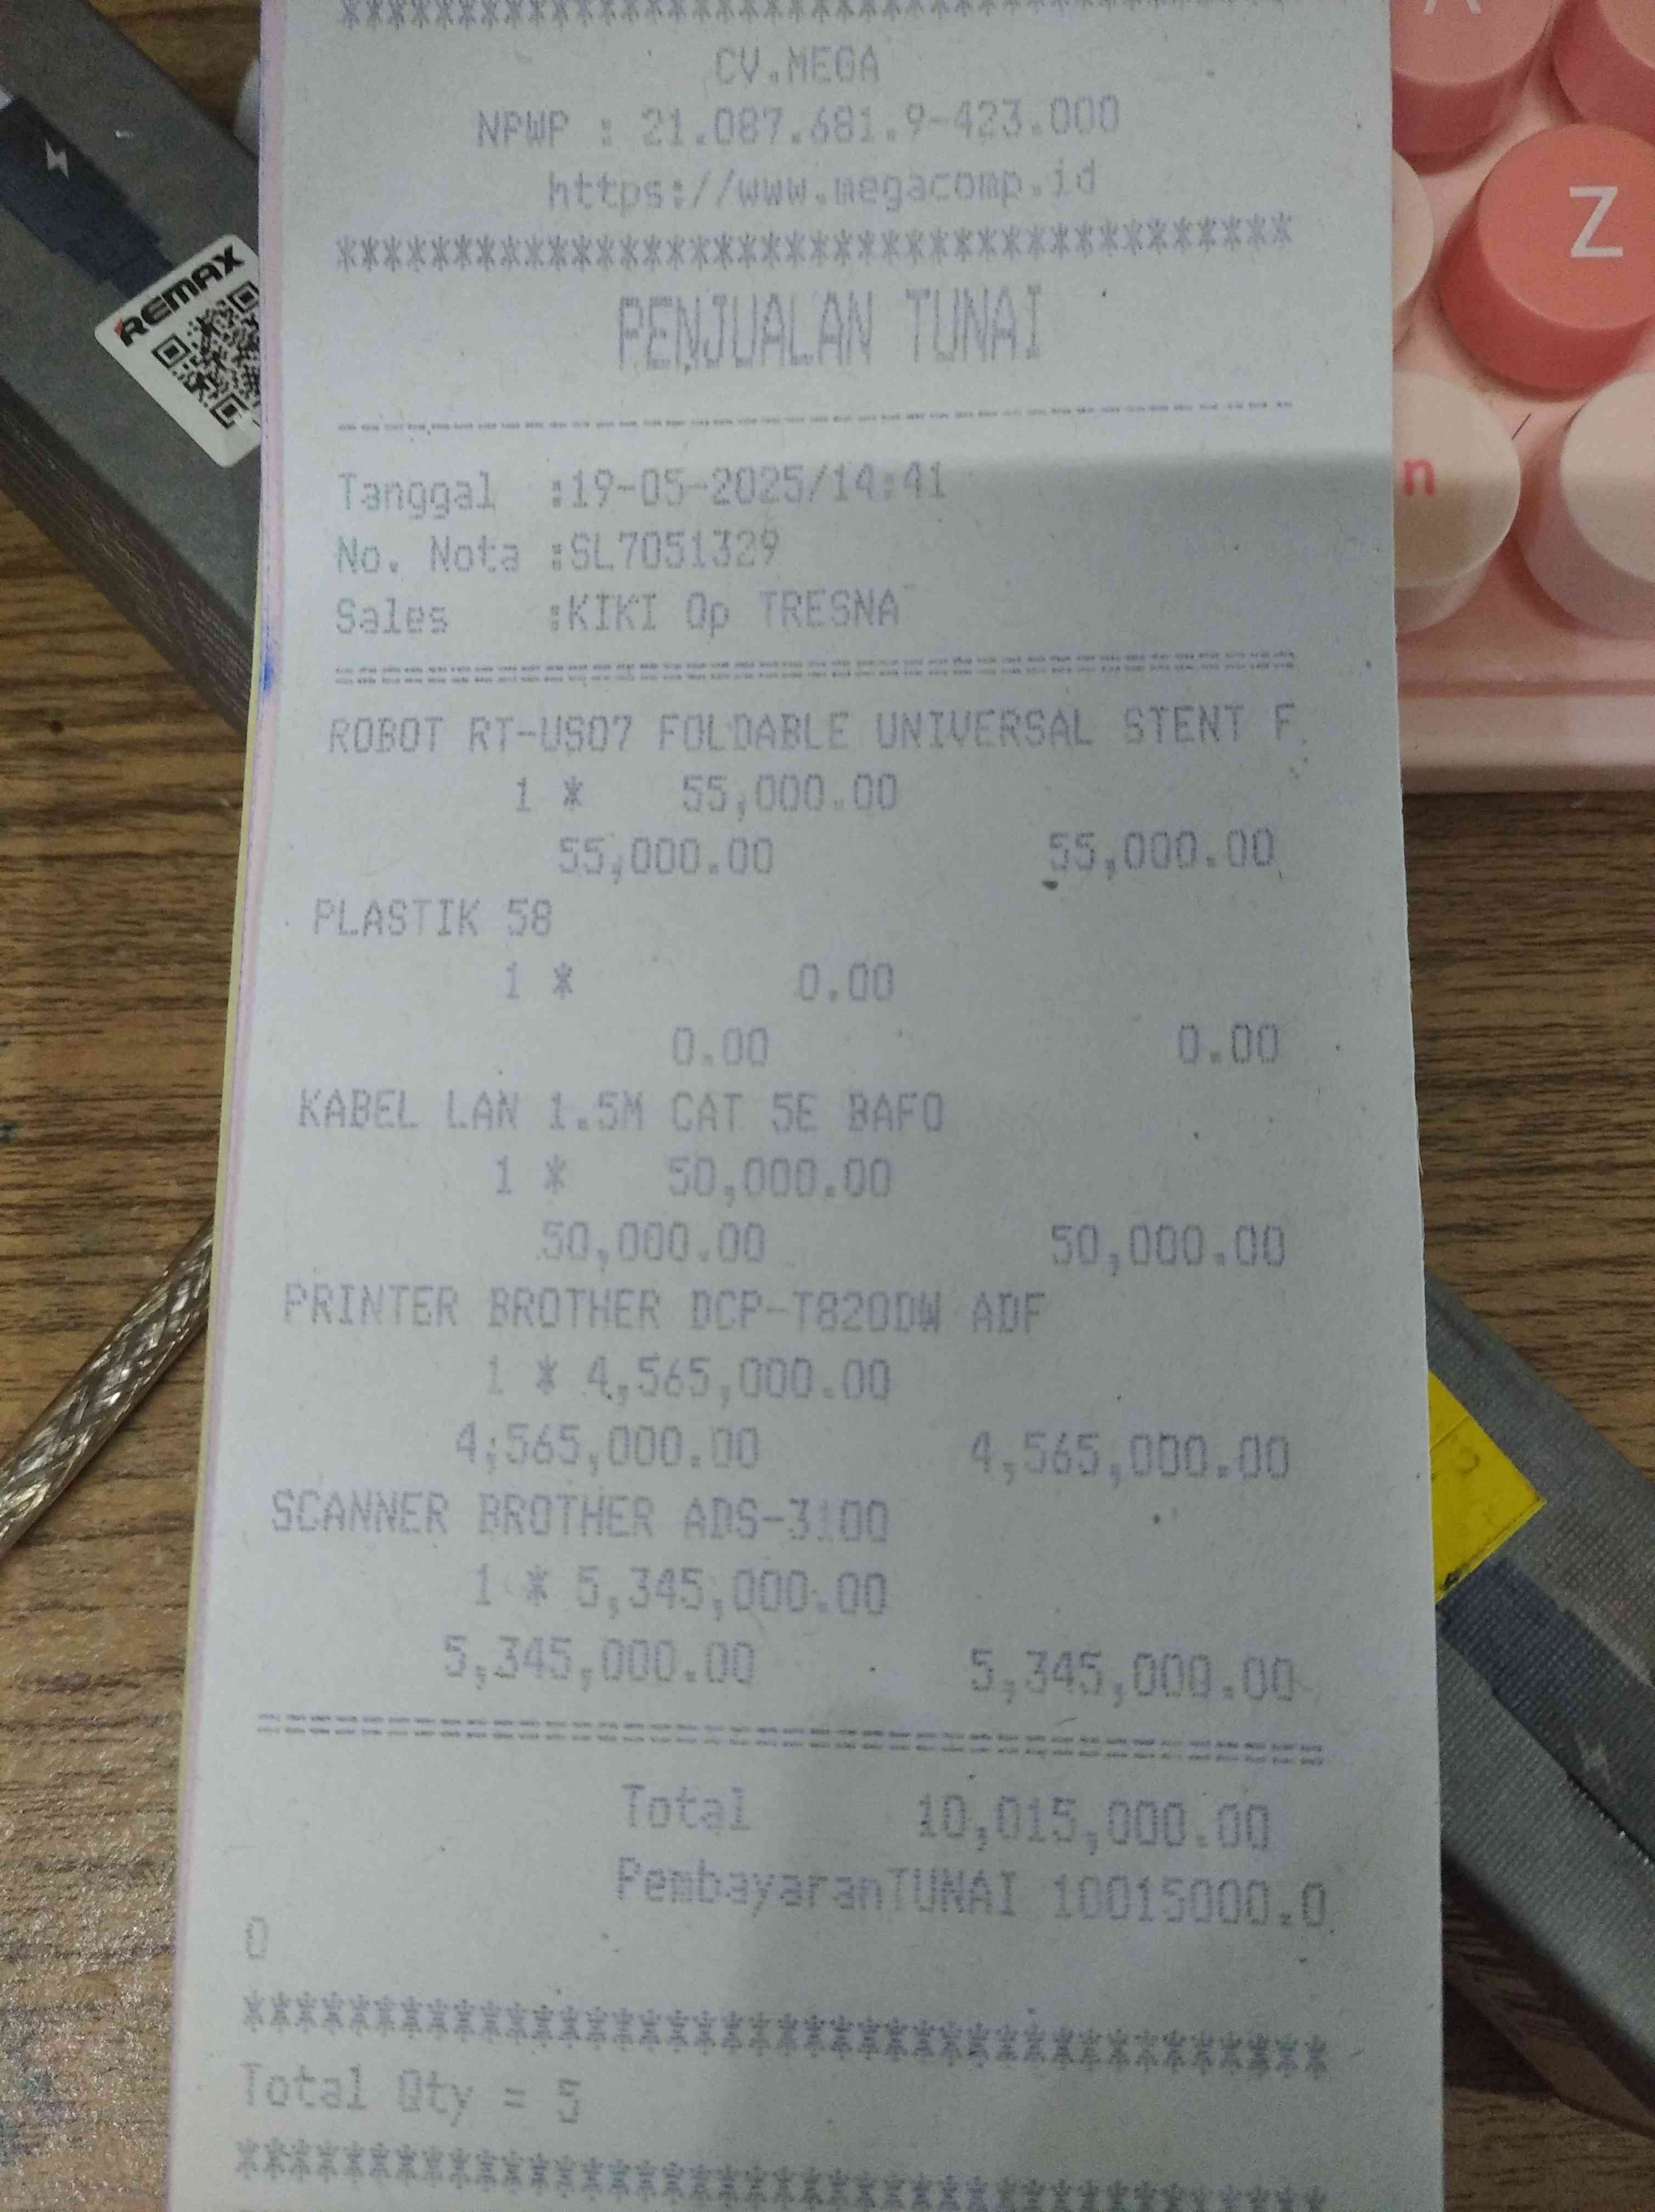 ************************************
CV.MEGA
NPWP : 21.087.681.9-423.000
https://www.megacomp.id
****************************************
PENJUALAN TUNAI
----------------------------------------
Tanggal :19-05-2025/14:41
No. Nota :SL7051329
Sales :KIKI Op TRESNA
========================================
ROBOT RT-US07 FOLDABLE UNIVERSAL STENT F
1 * 55,000.00
55,000.00 55,000.00
PLASTIK 58
1 * 0.00
0.00 0.00
KABEL LAN 1.5M CAT 5E BAFO
1 * 50,000.00
50,000.00 50,000.00
PRINTER BROTHER DCP-T820DW ADF
1 * 4,565,000.00
4,565,000.00 4,565,000.00
SCANNER BROTHER ADS-3100
1 * 5,345,000.00
5,345,000.00 5,345,000.00
========================================
Total 10,015,000.00
PembayaranTUNAI 10015000.0
0
****************************************
Total Qty = 5
****************************************
REMAX
Z
n